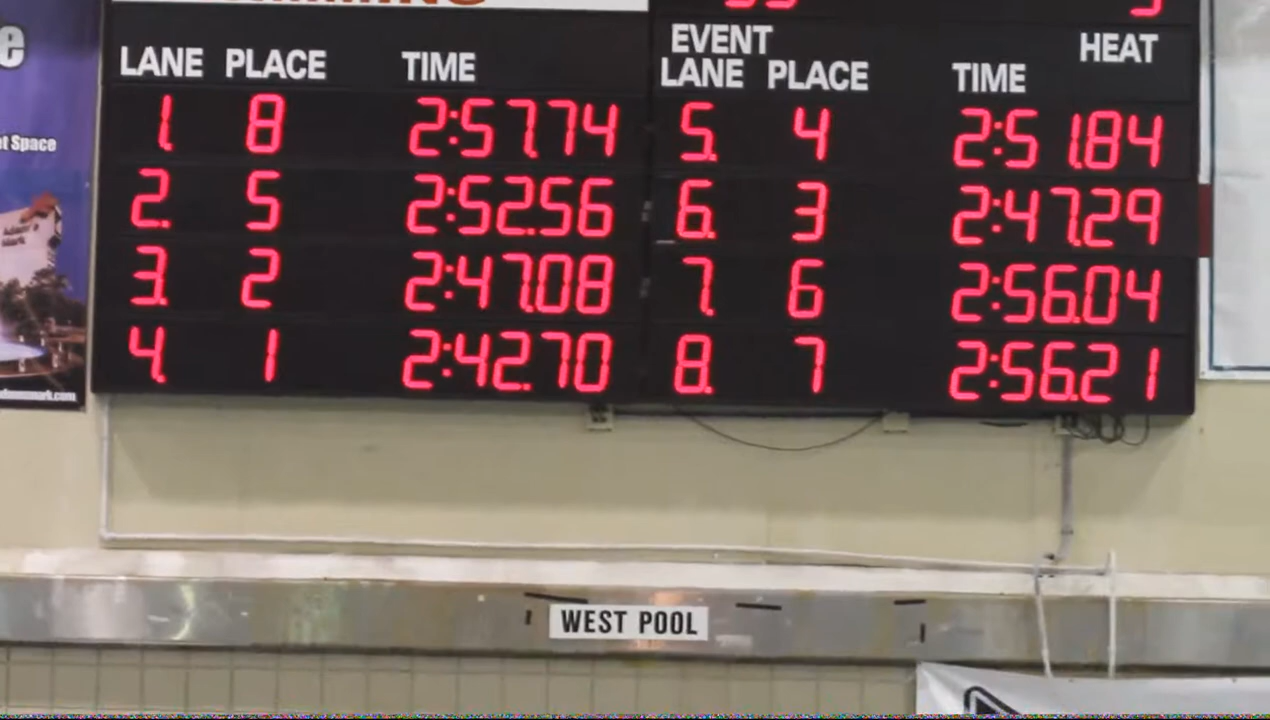 LANE PLACE TIME
1. 8 2:57.74
2. 5 2:52.56
3. 2 2:47.08
4. 1 2:42.70
EVENT HEAT
LANE PLACE TIME
5. 4 2:51.84
6. 3 2:47.29
7. 6 2:56.04
8. 7 2:56.21
WEST POOL
Space